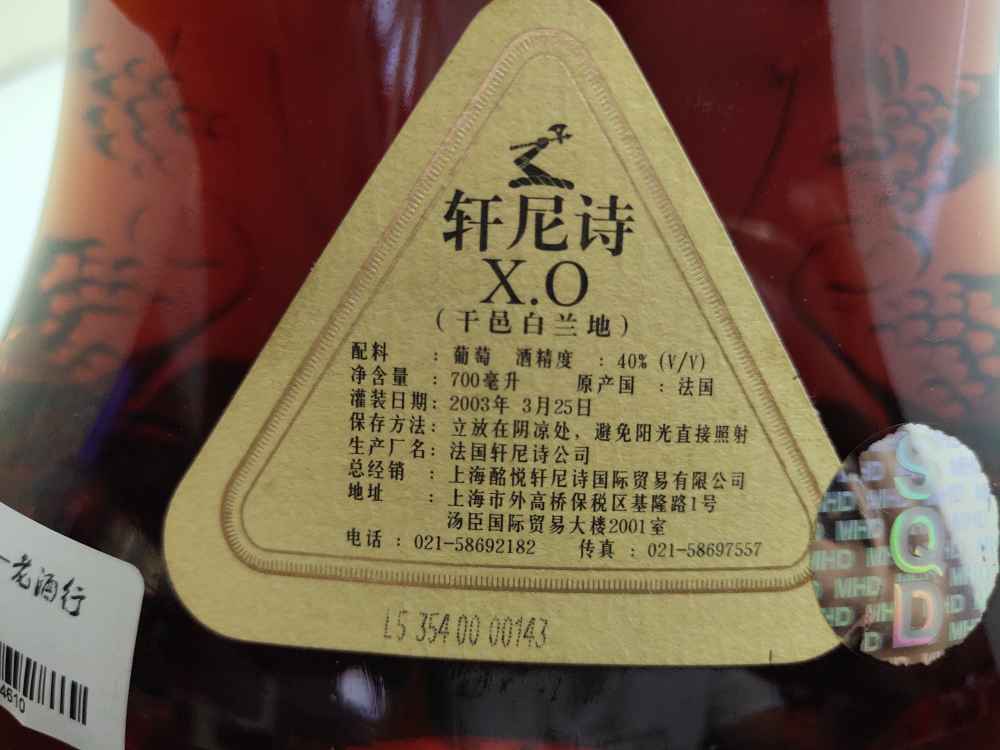 轩尼诗
X.O
(干邑白兰地)
配料 : 葡萄 酒精度 : 40% (V/V)
净含量 : 700毫升 原产国 : 法国
灌装日期: 2003年 3月25日
保存方法: 立放在阴凉处, 避免阳光直接照射
生产厂名: 法国轩尼诗公司
总经销 : 上海酩悦轩尼诗国际贸易有限公司
地址 : 上海市外高桥保税区基隆路1号
汤臣国际贸易大楼2001室
电话 : 021-58692182 传真 : 021-58697557
L5 354 00 00143
SQD
MHD
老酒行
4610